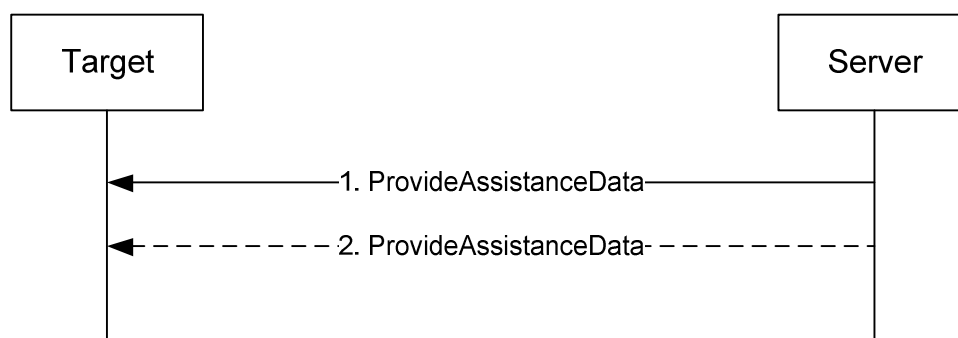 Target
Server
1. ProvideAssistanceData
2. ProvideAssistanceData